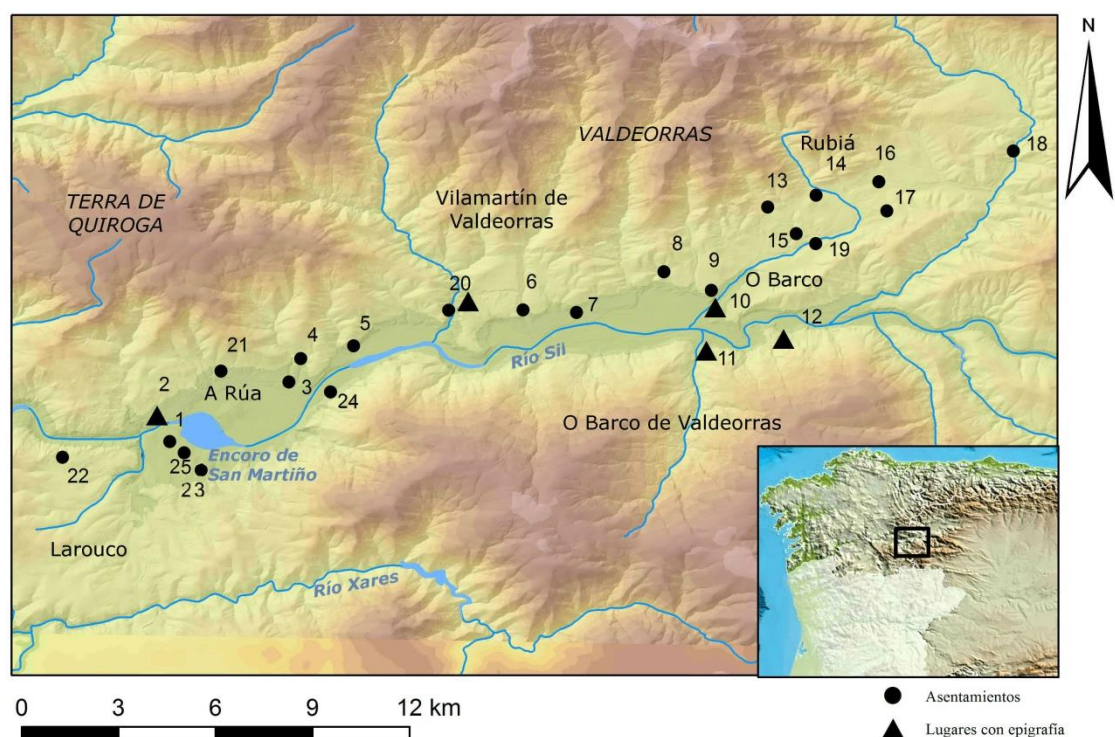 N
VALDEORRAS
Rubiá
18
14
16
13
TERRA DE
QUIROGA
Vilamartín de
Valdeorras
17
15
19
8
9
O Barco
20
6
7
10
12
5
4
Río Sil
11
21
3
A Rúa
2
24
O Barco de Valdeorras
1
Encoro de
San Martiño
22
25
23
Larouco
Río Xares
0 3 6 9 12 km
Asentamientos
Lugares con epigrafía